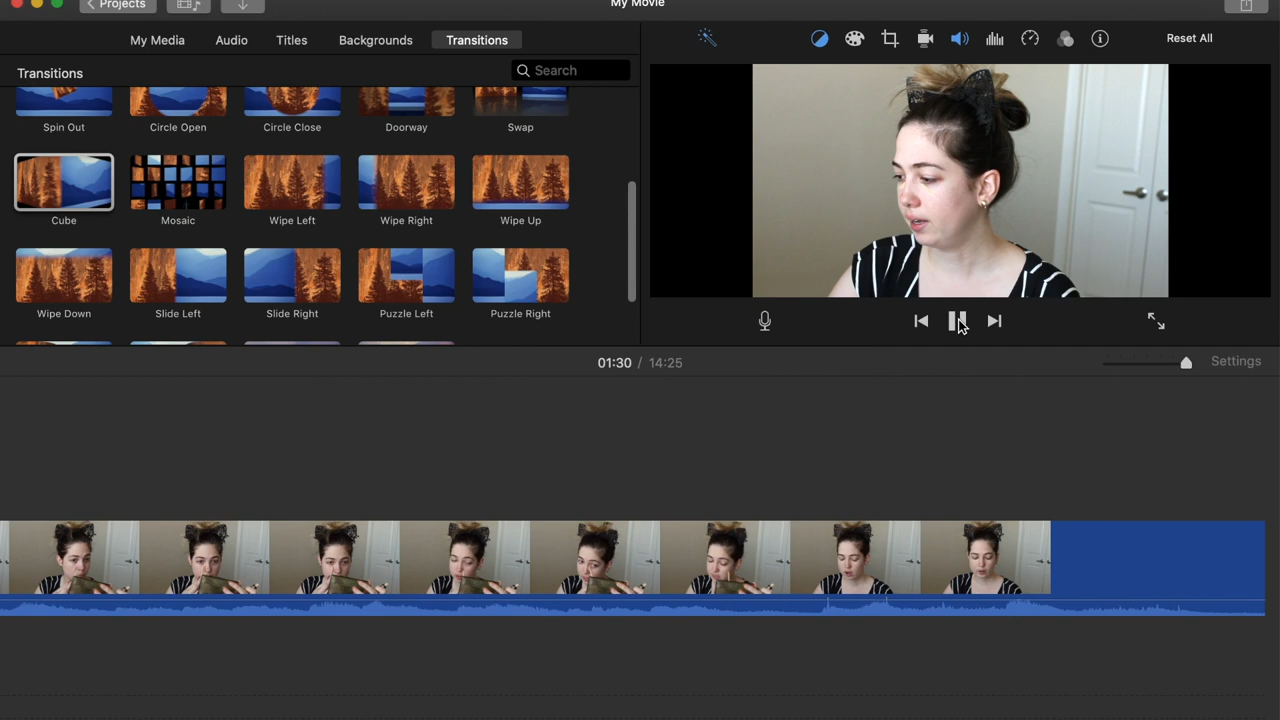 Projects
My Movie
My Media Audio Titles Backgrounds Transitions
Reset All
Transitions
Search
Spin Out Circle Open Circle Close Doorway Swap
Cube Mosaic Wipe Left Wipe Right Wipe Up
Wipe Down Slide Left Slide Right Puzzle Left Puzzle Right
01:30 / 14:25
Settings